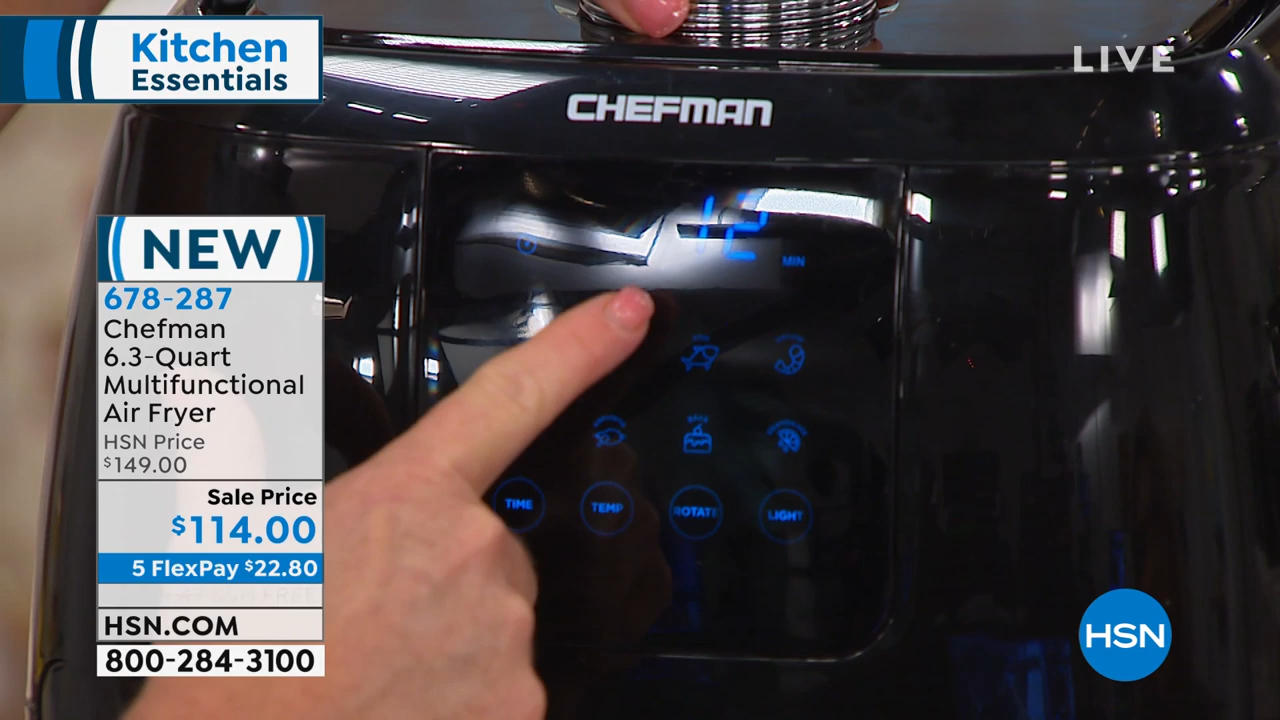 Kitchen
Essentials
LIVE
CHEFMAN
12
MIN
NEW
678-287
Chefman
6.3-Quart
Multifunctional
Air Fryer
HSN Price
$149.00
Sale Price
$114.00
5 FlexPay $22.80
HSN.COM
800-284-3100
TIME
TEMP
ROTATE
LIGHT
HSN